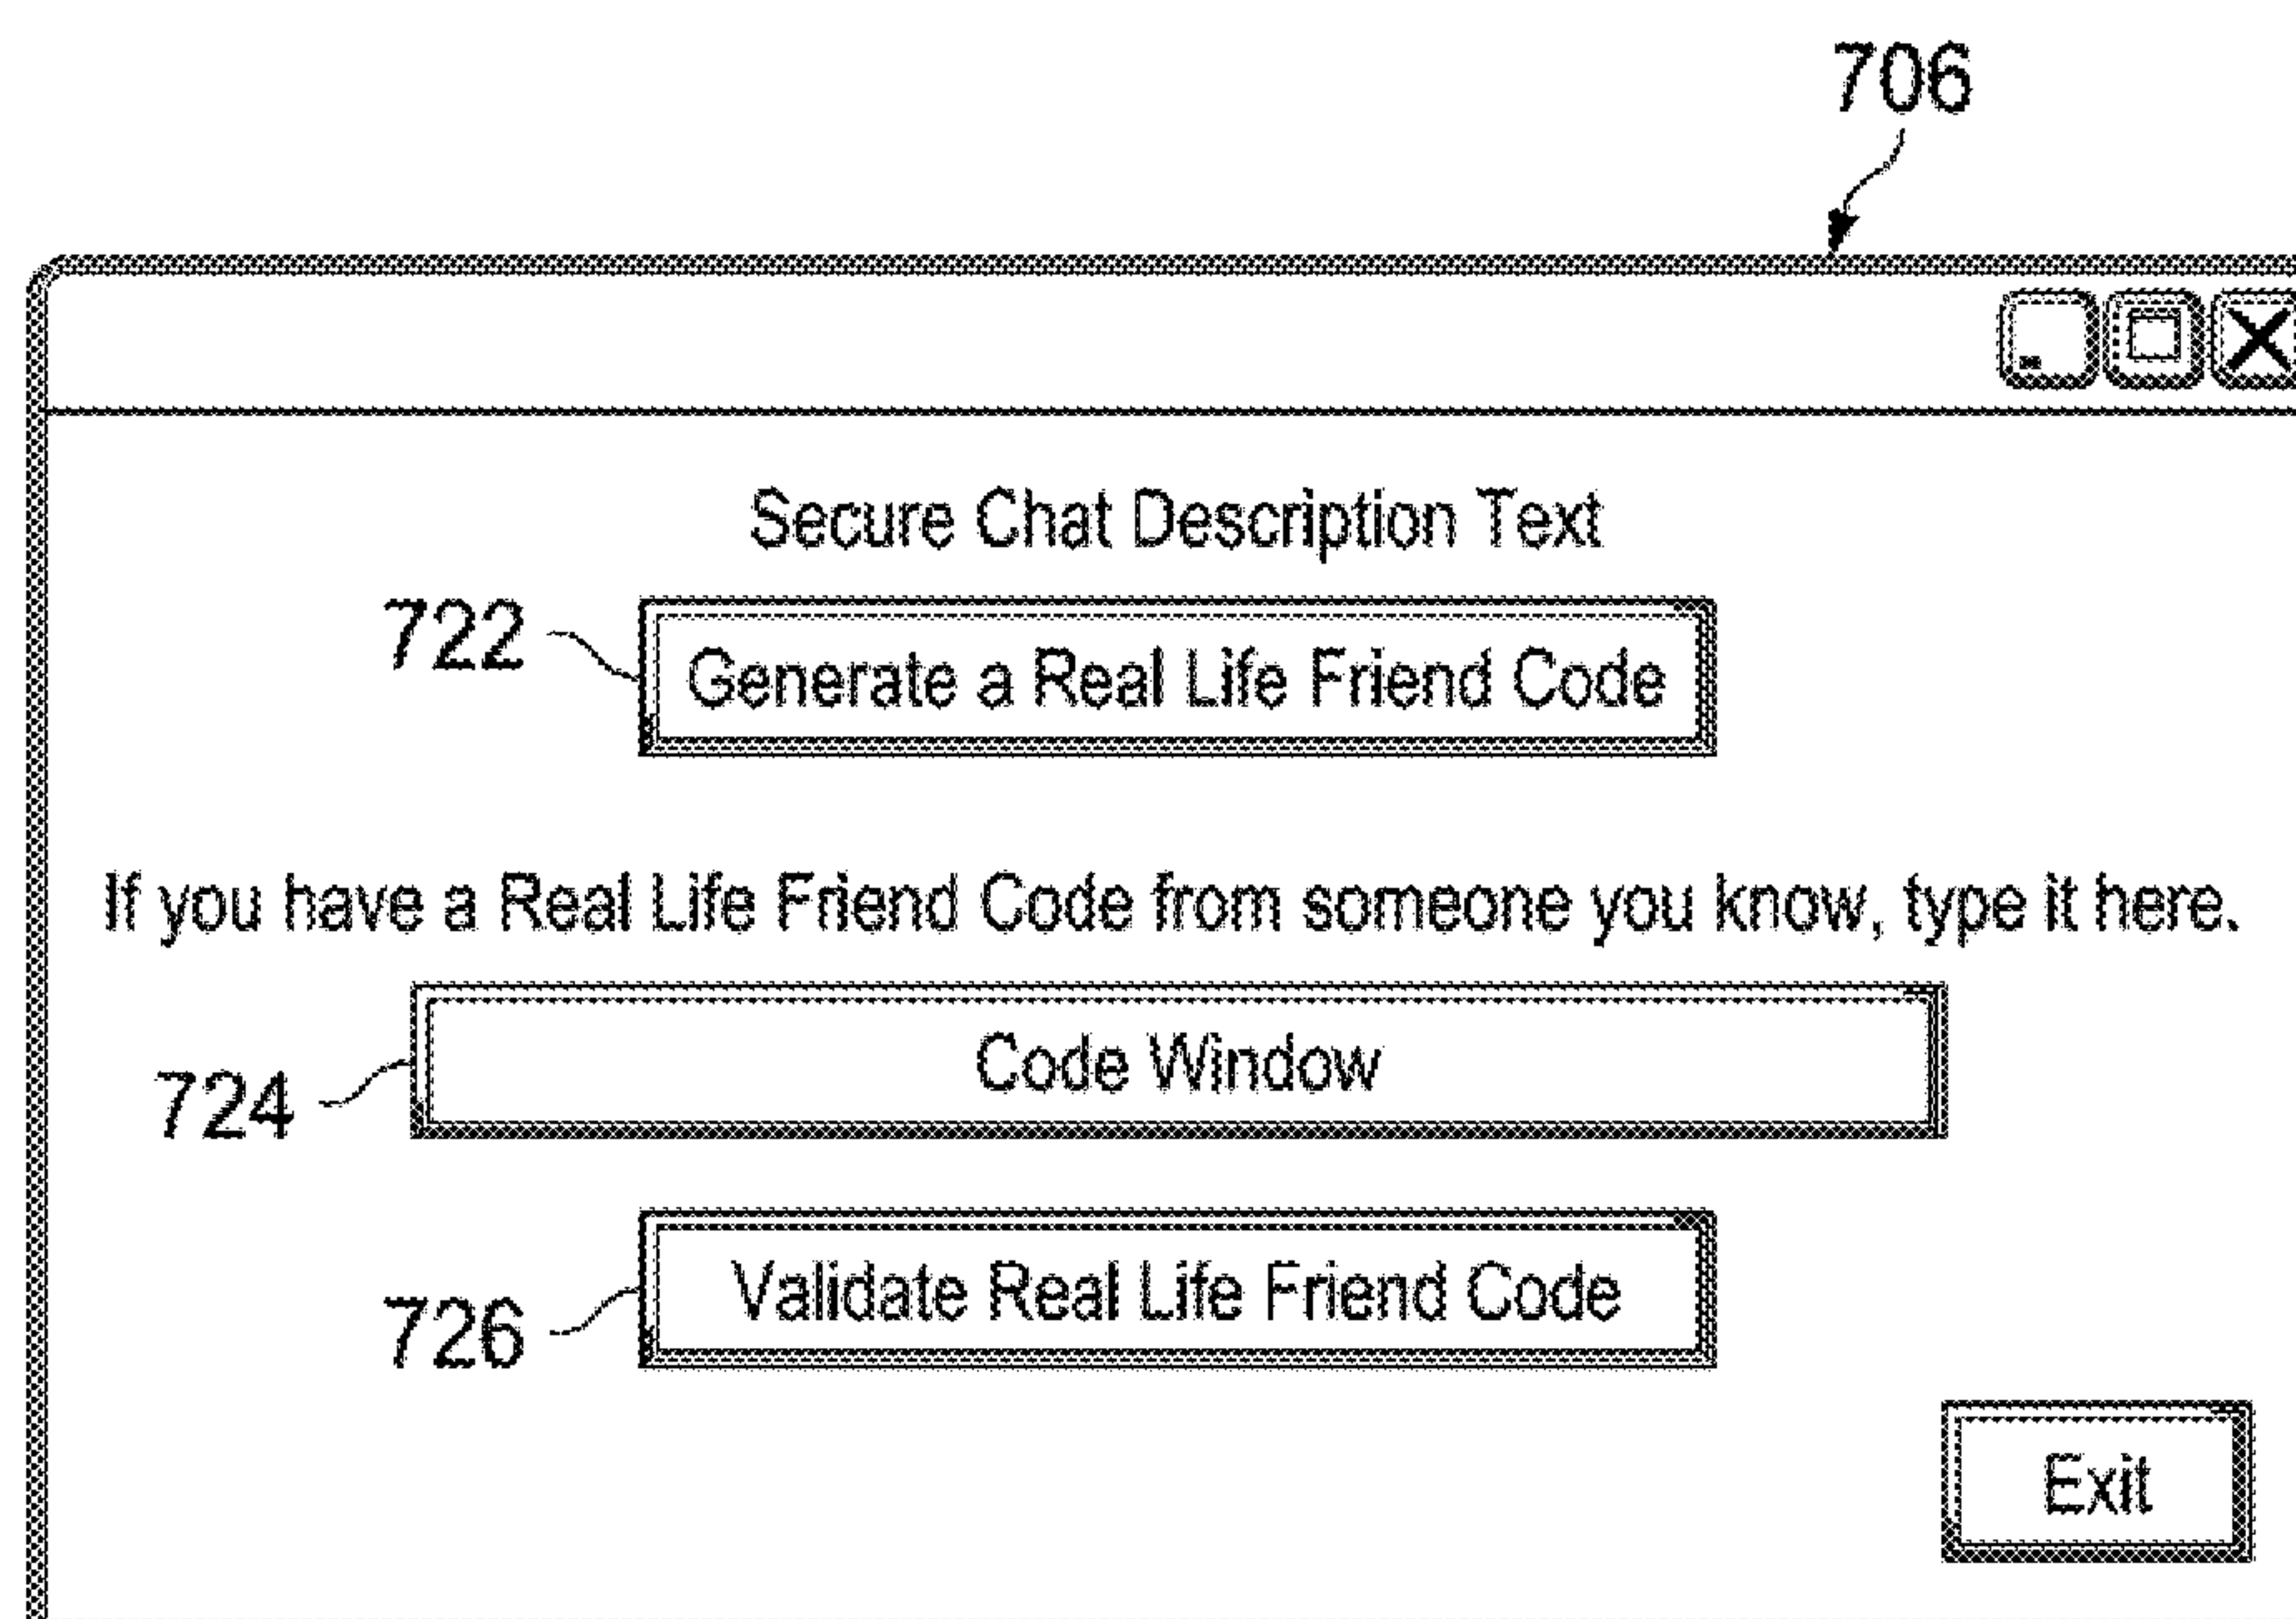 706
Secure Chat Description Text
722
Generate a Real Life Friend Code
If you have a Real Life Friend Code from someone you know, type it here.
Code Window
724
Validate Real Life Friend Code
726
Exit